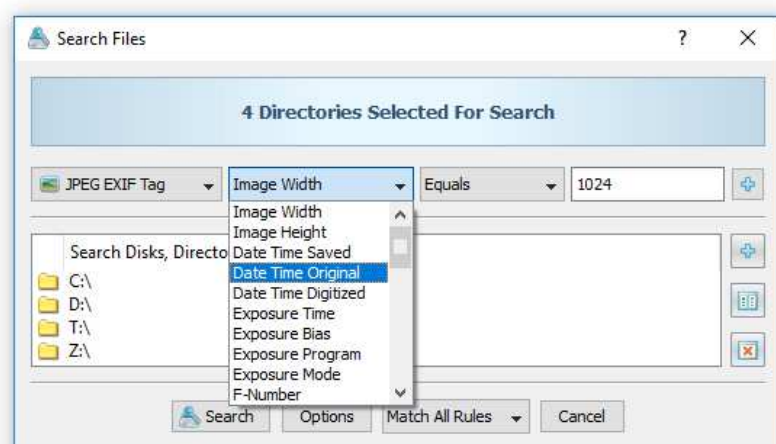 Search Files
?
4 Directories Selected For Search
JPEG EXIF Tag Image Width Equals 1024
Image Width
Image Height
Search Disks, Directo Date Time Saved
C:\ Date Time Original
D:\ Date Time Digitized
T:\ Exposure Time
Exposure Bias
Z:\ Exposure Program
Exposure Mode
F-Number
Search Options Match All Rules Cancel